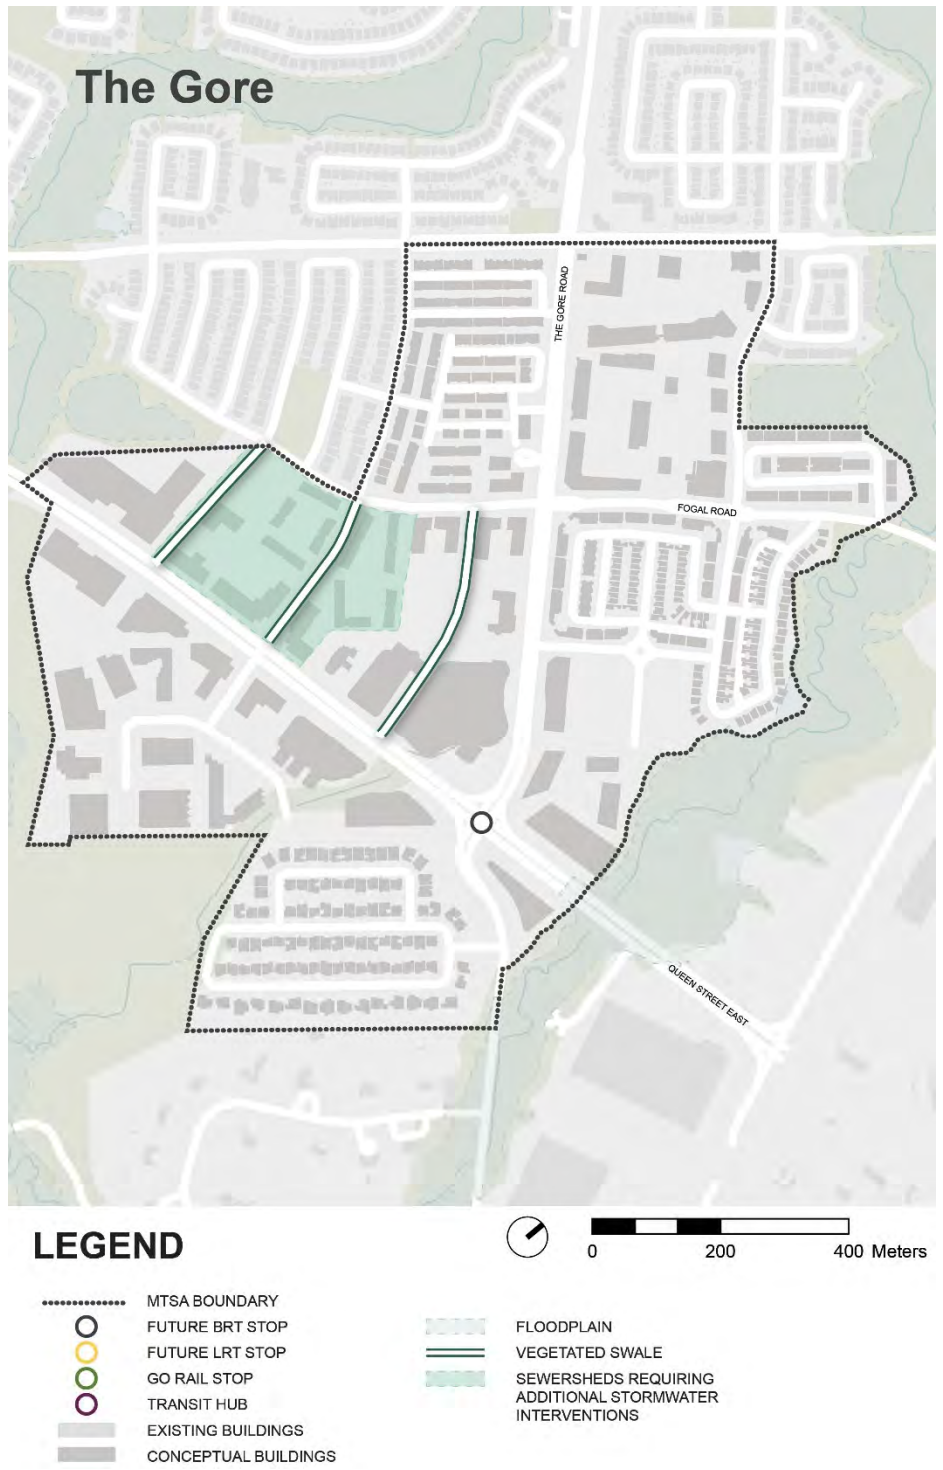 The Gore
THE GORE ROAD
FOGAL ROAD
QUEEN STREET EAST
LEGEND
0 200 400 Meters
MTSA BOUNDARY
FUTURE BRT STOP
FUTURE LRT STOP
GO RAIL STOP
TRANSIT HUB
EXISTING BUILDINGS
CONCEPTUAL BUILDINGS
FLOODPLAIN
VEGETATED SWALE
SEWERSHEDS REQUIRING
ADDITIONAL STORMWATER
INTERVENTIONS